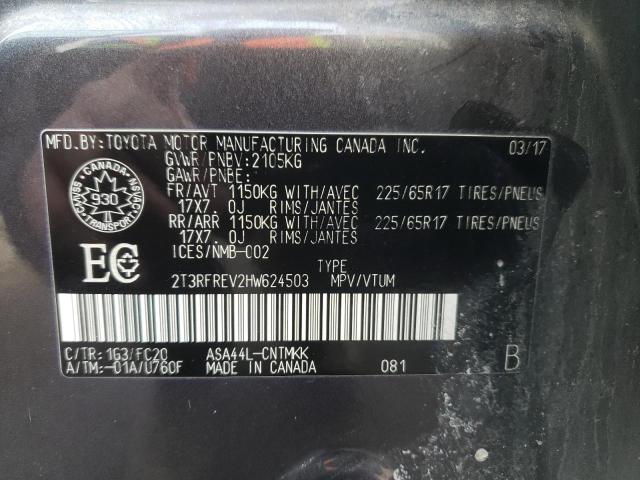 MFD.BY:TOYOTA MOTOR MANUFACTURING CANADA INC. 03/17
GVWR/PNBV:2105KG
GAWR/PNBE:
FR/AVT 1150KG WITH/AVEC 225/65R17 TIRES/PNEUS
17X7.0J RIMS/JANTES
RR/ARR 1150KG WITH/AVEC 225/65R17 TIRES/PNEUS
17X7.0J RIMS/JANTES
ICES/NMB-002
CANADA
930
TRANSPORT
EC
TYPE
2T3RFREV2HW624503 MPV/VTUM
C/TR: 1G3/FC20 ASA44L-CNTMKK
A/TM:-01A/U760F MADE IN CANADA 081 B